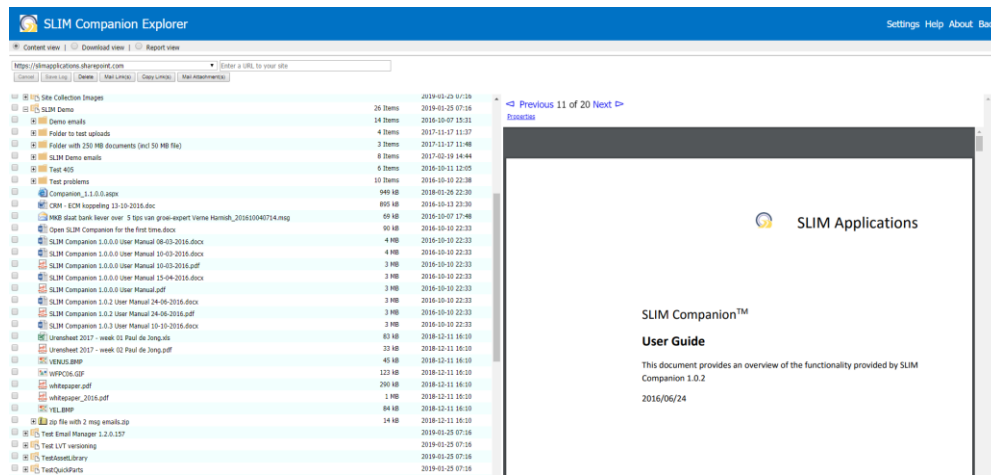 SLIM Companion Explorer
Settings Help About Bac
Content view | Download view | Report view
https://slimapplications.sharepoint.com Enter a URL to your site
Cancel Save Log Delete Mail Link(s) Copy Link(s) Mail Attachment(s)
Site Collection Images 2019-01-25 07:16
SLIM Demo 26 Items 2019-01-25 07:16
Demo emails 14 Items 2016-10-07 15:31
Folder to test uploads 4 Items 2017-11-17 11:37
Folder with 250 MB documents (incl 50 MB file) 3 Items 2017-11-17 11:48
SLIM Demo emails 8 Items 2017-02-19 14:44
Test 405 6 Items 2016-10-11 12:05
Test problems 10 Items 2016-10-10 22:38
Companion_1.1.0.0.aspx 949 kB 2018-01-26 22:30
CRM - ECM koppeling 13-10-2016.doc 895 kB 2016-10-13 23:30
MKB slaat bank liever over 5 tips van groei-expert Verne Harnish_201610040714.msg 69 kB 2016-10-07 17:48
Open SLIM Companion for the first time.docx 90 kB 2016-10-10 22:33
SLIM Companion 1.0.0.0 User Manual 08-03-2016.docx 4 MB 2016-10-10 22:33
SLIM Companion 1.0.0.0 User Manual 10-03-2016.docx 4 MB 2016-10-10 22:33
SLIM Companion 1.0.0.0 User Manual 10-03-2016.pdf 3 MB 2016-10-10 22:33
SLIM Companion 1.0.0.0 User Manual 15-04-2016.docx 3 MB 2016-10-10 22:33
SLIM Companion 1.0.0.0 User Manual.pdf 3 MB 2016-10-10 22:33
SLIM Companion 1.0.2 User Manual 24-06-2016.docx 3 MB 2016-10-10 22:33
SLIM Companion 1.0.2 User Manual 24-06-2016.pdf 3 MB 2016-10-10 22:33
SLIM Companion 1.0.3 User Manual 10-10-2016.docx 3 MB 2016-10-10 22:33
Urensheet 2017 - week 01 Paul de Jong.xls 83 kB 2018-12-11 16:10
Urensheet 2017 - week 02 Paul de Jong.pdf 33 kB 2018-12-11 16:10
VENUS.BMP 45 kB 2018-12-11 16:10
WFPC06.GIF 123 kB 2018-12-11 16:10
whitepaper.pdf 290 kB 2018-12-11 16:10
whitepaper_2016.pdf 1 MB 2018-12-11 16:10
YEL.BMP 84 kB 2018-12-11 16:10
zip file with 2 msg emails.zip 14 kB 2018-12-11 16:10
Test Email Manager 1.2.0.157 2019-01-25 07:16
Test LVT versioning 2019-01-25 07:16
TestAssetLibrary 2019-01-25 07:16
TestQuickParts 2019-01-25 07:16
Previous 11 of 20 Next
Properties
SLIM Applications
SLIM Companion™
User Guide
This document provides an overview of the functionality provided by SLIM
Companion 1.0.2
2016/06/24